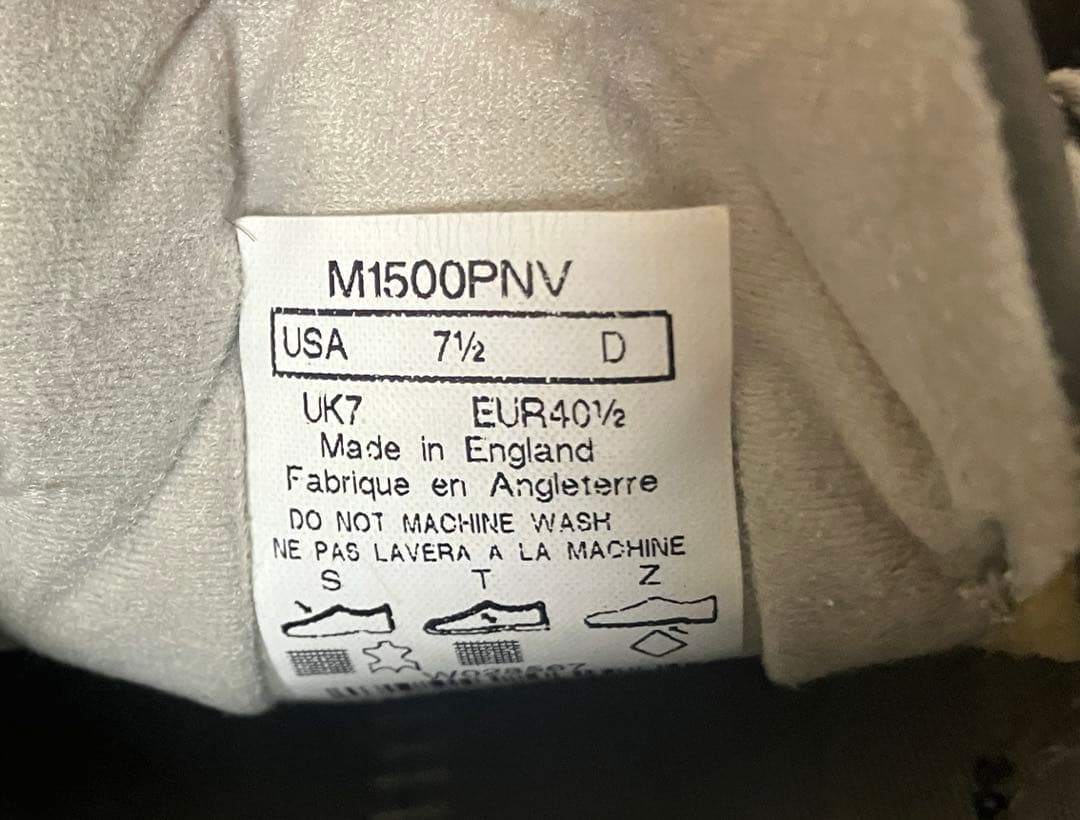 M1500PNV
USA 7½ D
UK7 EUR40½
Made in England
Fabrique en Angleterre
DO NOT MACHINE WASH
NE PAS LAVERA A LA MACHINE
S T Z